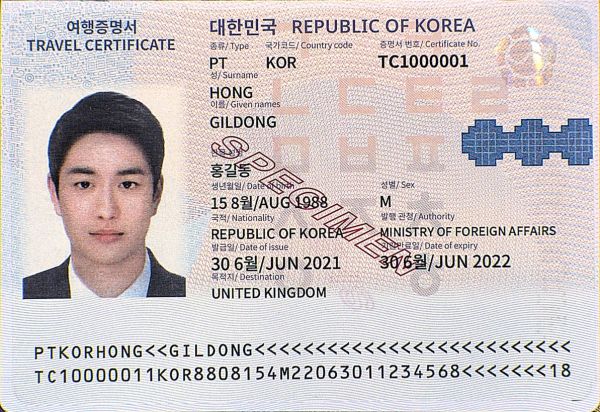 여행증명서
TRAVEL CERTIFICATE
대한민국 REPUBLIC OF KOREA
종류/ Type 국가코드/ Country code 증명서 번호/ Certificate No.
PT KOR TC1000001
성/ Surname
HONG
이름/ Given names
GILDONG
홍길동
생년월일/ Date of birth 성별/ Sex
15 8월/AUG 1988 M
국적/ Nationality 발행 관청/ Authority
REPUBLIC OF KOREA MINISTRY OF FOREIGN AFFAIRS
발급일/ Date of issue 기간만료일/ Date of expiry
30 6월/JUN 2021 30 6월/JUN 2022
목적지/ Destination
UNITED KINGDOM
SPECIMEN
PTKORHONG<<GILDONG<<<<<<<<<<<<<<<<<<<<<<<<<<
TC10000011KOR8808154M22063011234568<<<<<<<18